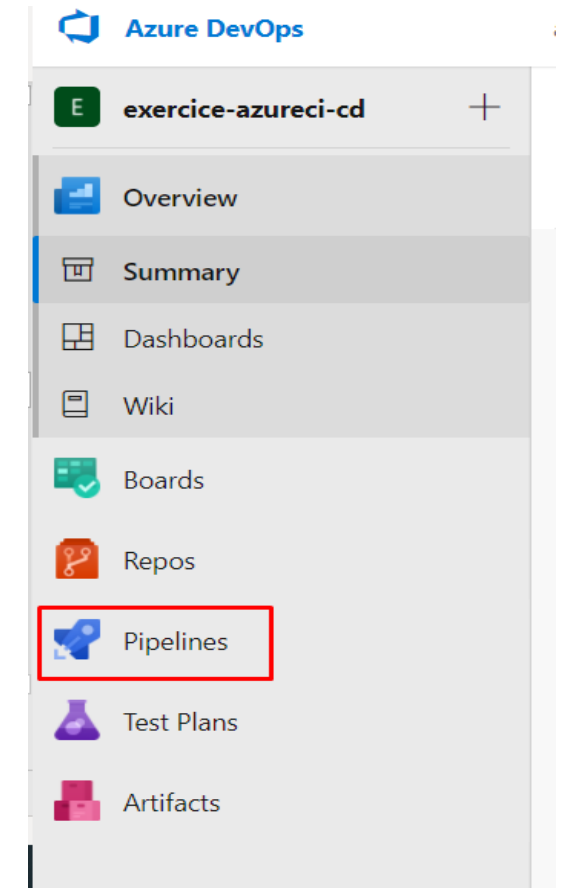 Azure DevOps
E exercice-azureci-cd
Overview
Summary
Dashboards
Wiki
Boards
Repos
Pipelines
Test Plans
Artifacts